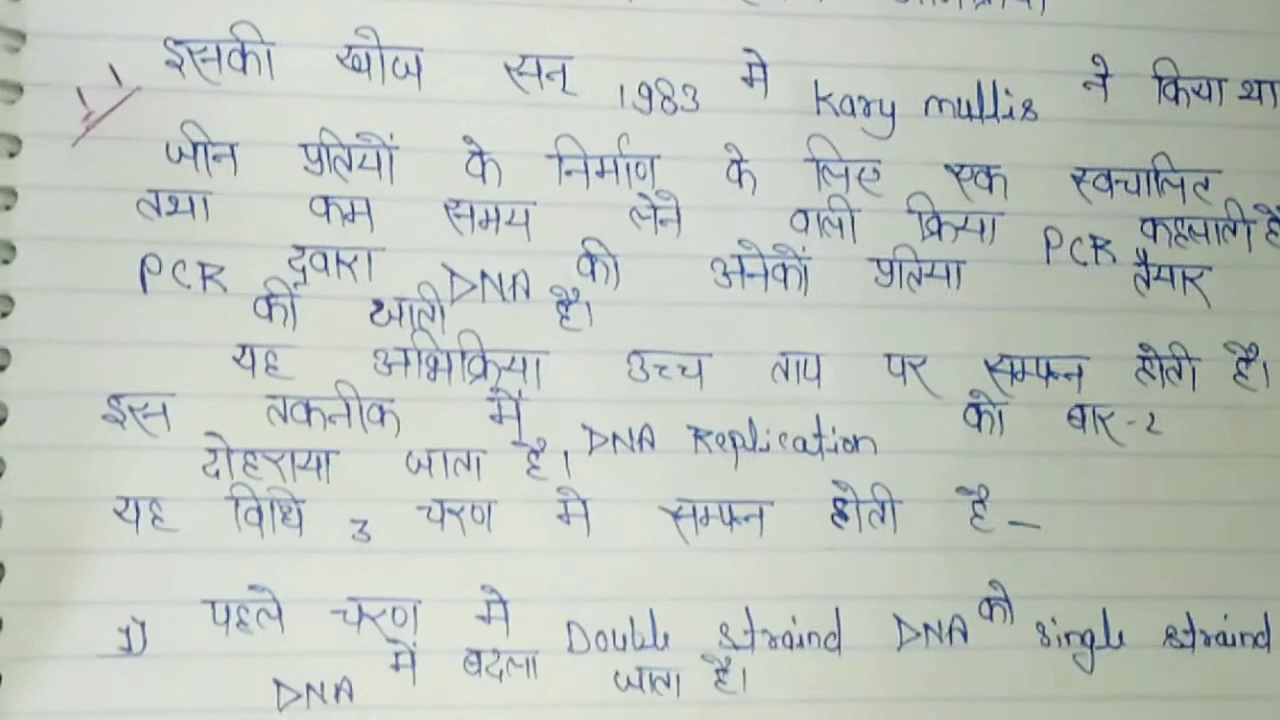 इसकी खोज सन् 1983 मे Kary mullis ने किया था
जीन प्रतियों के निर्माण के लिए एक स्वचालित
तथा कम समय लेने वाली क्रिया PCR कहलाती है
PCR द्वारा DNA की अनेकों प्रतिया तैयार
की जाती है।
यह अभिक्रिया उच्च ताप पर सम्पन होती है।
इस तकनीक में DNA Replication को बार-2
दोहराया जाता है।
यह विधि 3 चरण मे सम्पन होती है -
1) पहले चरण मे Double straind DNA को single straind
DNA में बदला जाता है।